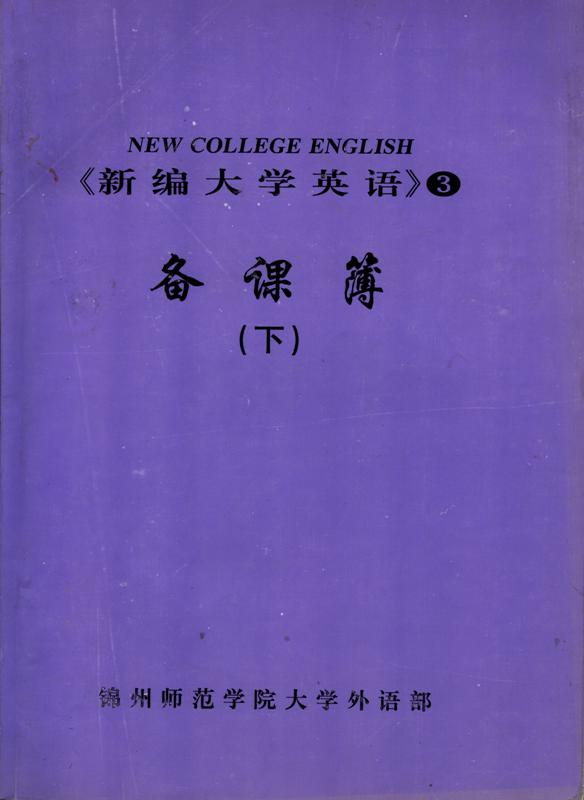 NEW COLLEGE ENGLISH
《新编大学英语》❸
备课簿
(下)
锦州师范学院大学外语部